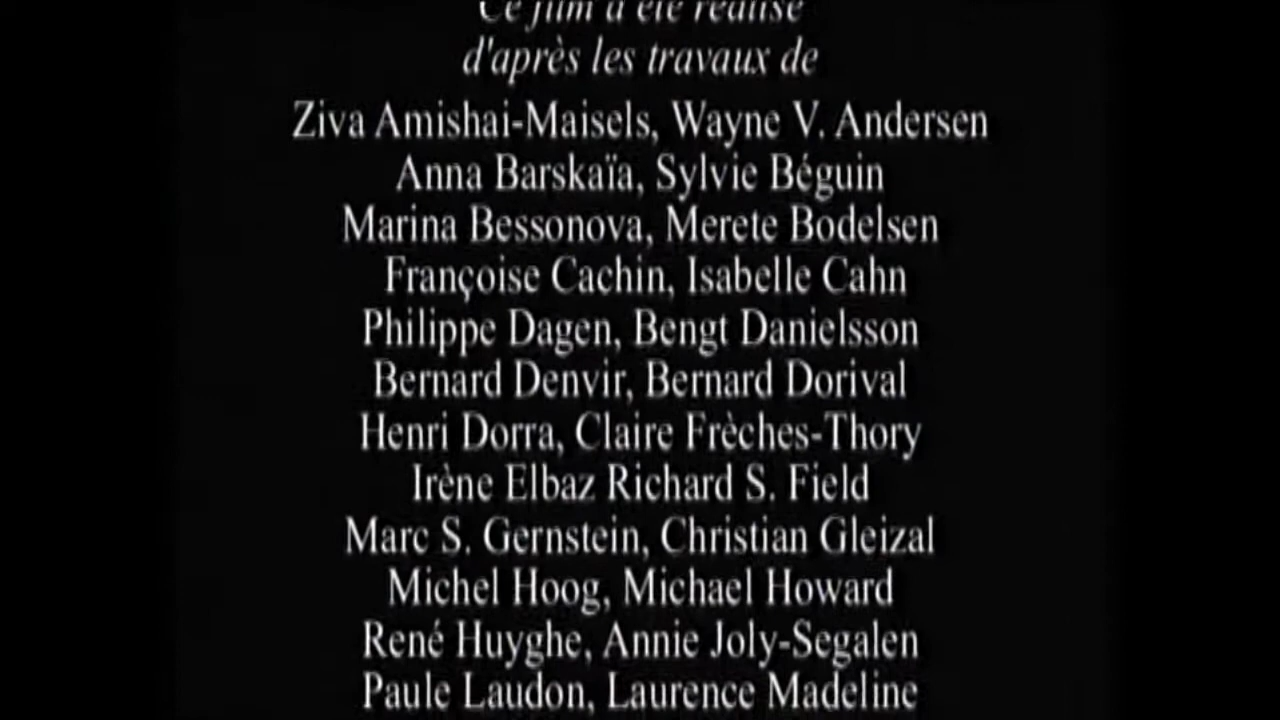 Ce film a été réalisé
d'après les travaux de
Ziva Amishai-Maisels, Wayne V. Andersen
Anna Barskaïa, Sylvie Béguin
Marina Bessonova, Merete Bodelsen
Françoise Cachin, Isabelle Cahn
Philippe Dagen, Bengt Danielsson
Bernard Denvir, Bernard Dorival
Henri Dorra, Claire Frèches-Thory
Irène Elbaz Richard S. Field
Marc S. Gernstein, Christian Gleizal
Michel Hoog, Michael Howard
René Huyghe, Annie Joly-Segalen
Paule Laudon, Laurence Madeline